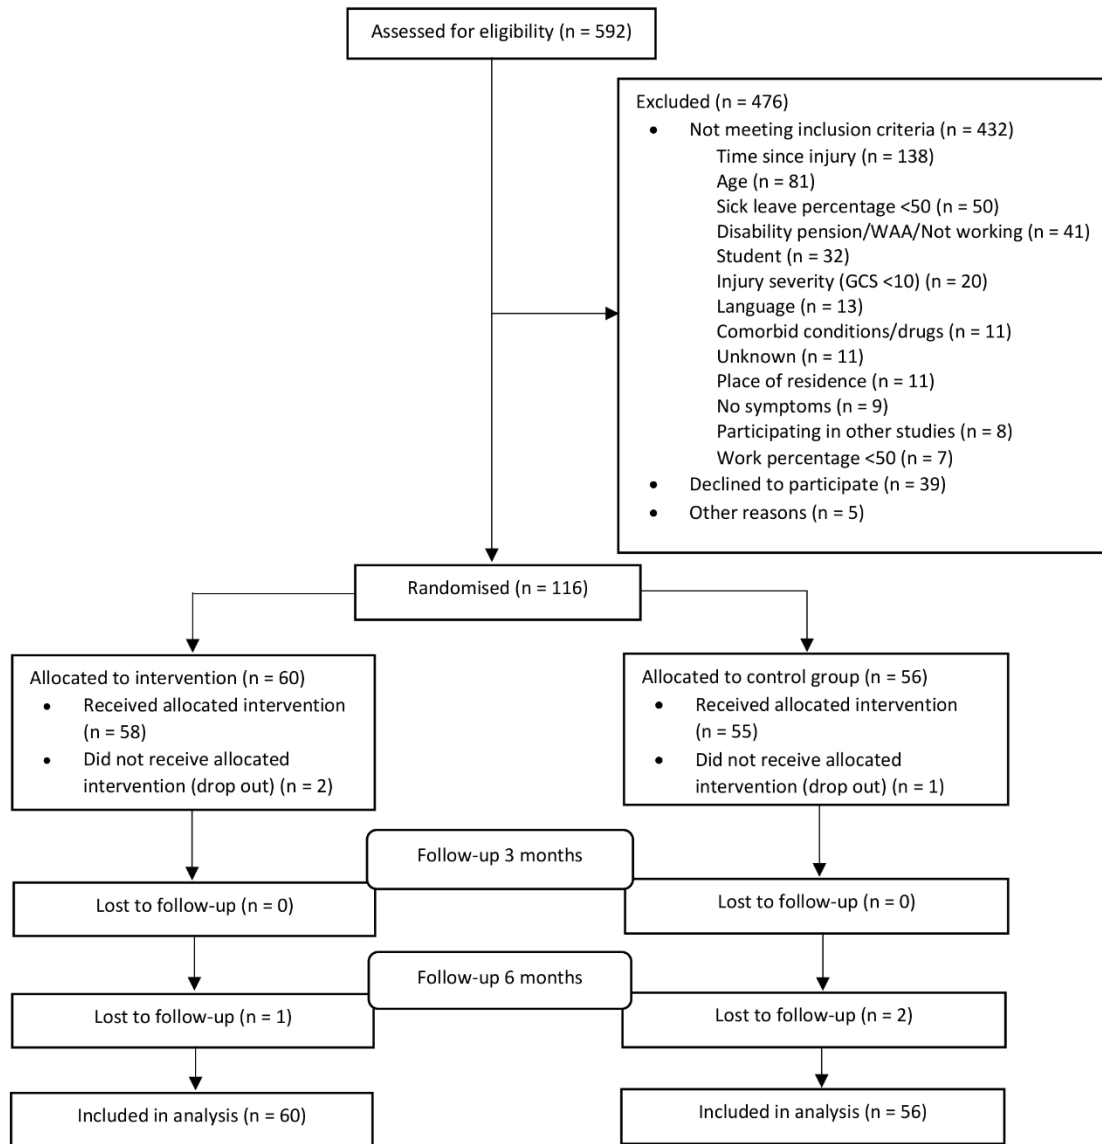 Assessed for eligibility (n = 592)
Excluded (n = 476)
• Not meeting inclusion criteria (n = 432)
Time since injury (n = 138)
Age (n = 81)
Sick leave percentage <50 (n = 50)
Disability pension/WAA/Not working (n = 41)
Student (n = 32)
Injury severity (GCS <10) (n = 20)
Language (n = 13)
Comorbid conditions/drugs (n = 11)
Unknown (n = 11)
Place of residence (n = 11)
No symptoms (n = 9)
Participating in other studies (n = 8)
Work percentage <50 (n = 7)
• Declined to participate (n = 39)
• Other reasons (n = 5)
Randomised (n = 116)
Allocated to intervention (n = 60)
• Received allocated intervention
(n = 58)
• Did not receive allocated
intervention (drop out) (n = 2)
Allocated to control group (n = 56)
• Received allocated intervention
(n = 55)
• Did not receive allocated
intervention (drop out) (n = 1)
Follow-up 3 months
Lost to follow-up (n = 0)
Lost to follow-up (n = 0)
Follow-up 6 months
Lost to follow-up (n = 1)
Lost to follow-up (n = 2)
Included in analysis (n = 60)
Included in analysis (n = 56)